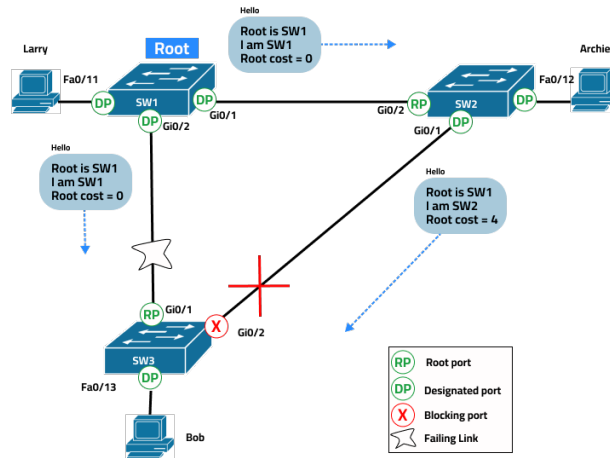 Hello
Root is SW1
I am SW1
Root cost = 0
Root
Larry
Archie
Fa0/11
Fa0/12
DP
SW1
DP
DP
Gi0/1
Gi0/2
Gi0/2
RP
SW2
DP
Gi0/1
DP
Hello
Root is SW1
I am SW1
Root cost = 0
Hello
Root is SW1
I am SW2
Root cost = 4
Gi0/1
RP
X
Gi0/2
SW3
Fa0/13
DP
Bob
RP Root port
DP Designated port
X Blocking port
Failing Link